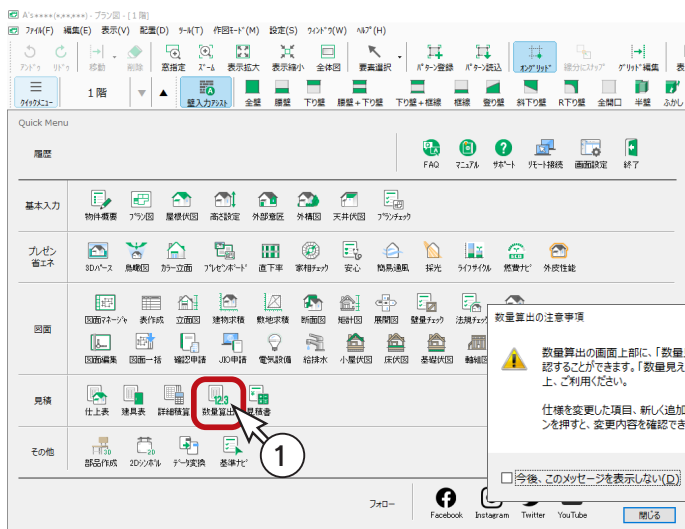 A's****(*,**,***) - プラン図 - [1 階]
ファイル(F) 編集(E) 表示(V) 配置(D) ツール(T) 作図モード(M) 設定(S) ウインドウ(W) ヘルプ(H)
アンドゥ リドゥ 移動 削除 窓指定 ズーム 表示拡大 表示縮小 全体図 要素選択 パターン登録 パターン読込 オンググリッド 線分にスナップ グリッド編集 表
クイックメニュー 1 階 壁入力アシスト 全壁 腰壁 下り壁 腰壁+下り壁 下り壁+框線 框線 登り壁 斜下り壁 R下り壁 全開口 半壁 ふかし
Quick Menu
履歴
FAQ マニュアル サポート リモート接続 画面設定 終了
基本入力
物件概要 プラン図 屋根伏図 高さ設定 外部意匠 外構図 天井伏図 プランチェック
プレゼン
省エネ
3Dパース 鳥瞰図 カラー立面 プレゼンボード 直下率 家相チェック 安心 簡易通風 採光 ライフサイクル 燃費ナビ 外皮性能
図面
図面マネージャ 表作成 立面図 建物求積 敷地求積 断面図 矩計図 展開図 壁量チェック 法規チェック
図面編集 図面一括 確認申請 JIO申請 電気設備 給排水 小屋伏図 床伏図 基礎伏図 軸組図
見積
仕上表 建具表 詳細積算 数量算出 見積書
その他
部品作成 2Dシンボル データ変換 基準ナビ
1
数量算出の注意事項
数量算出の画面上部に、「数量
認することができます。「数量見え
上、ご利用ください。
仕様を変更した項目、新しく追加
ンを押すと、変更内容を確認でき
今後、このメッセージを表示しない(D)
閉じる
フォロー
Facebook Instagram Twitter YouTube